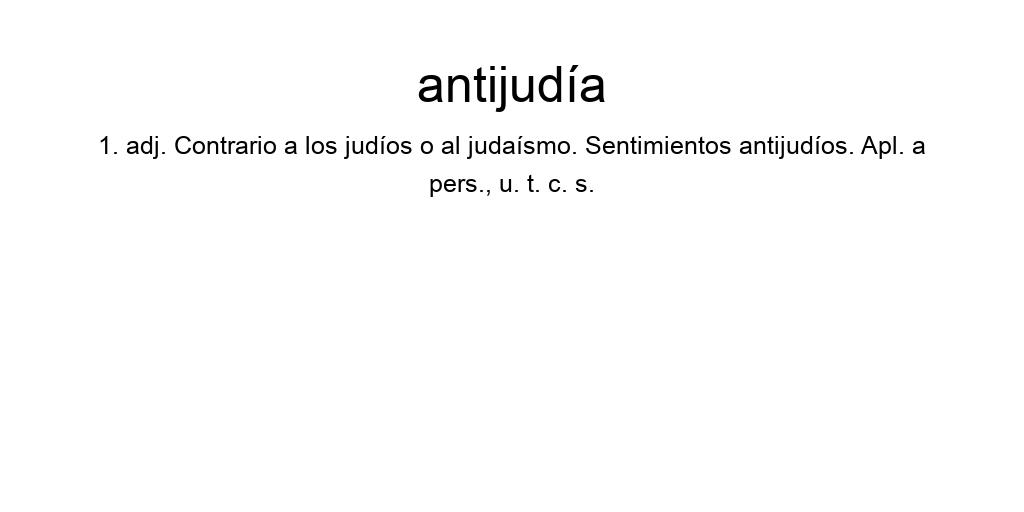 antijudía
1. adj. Contrario a los judíos o al judaísmo. Sentimientos antijudíos. Apl. a
pers., u. t. c. s.